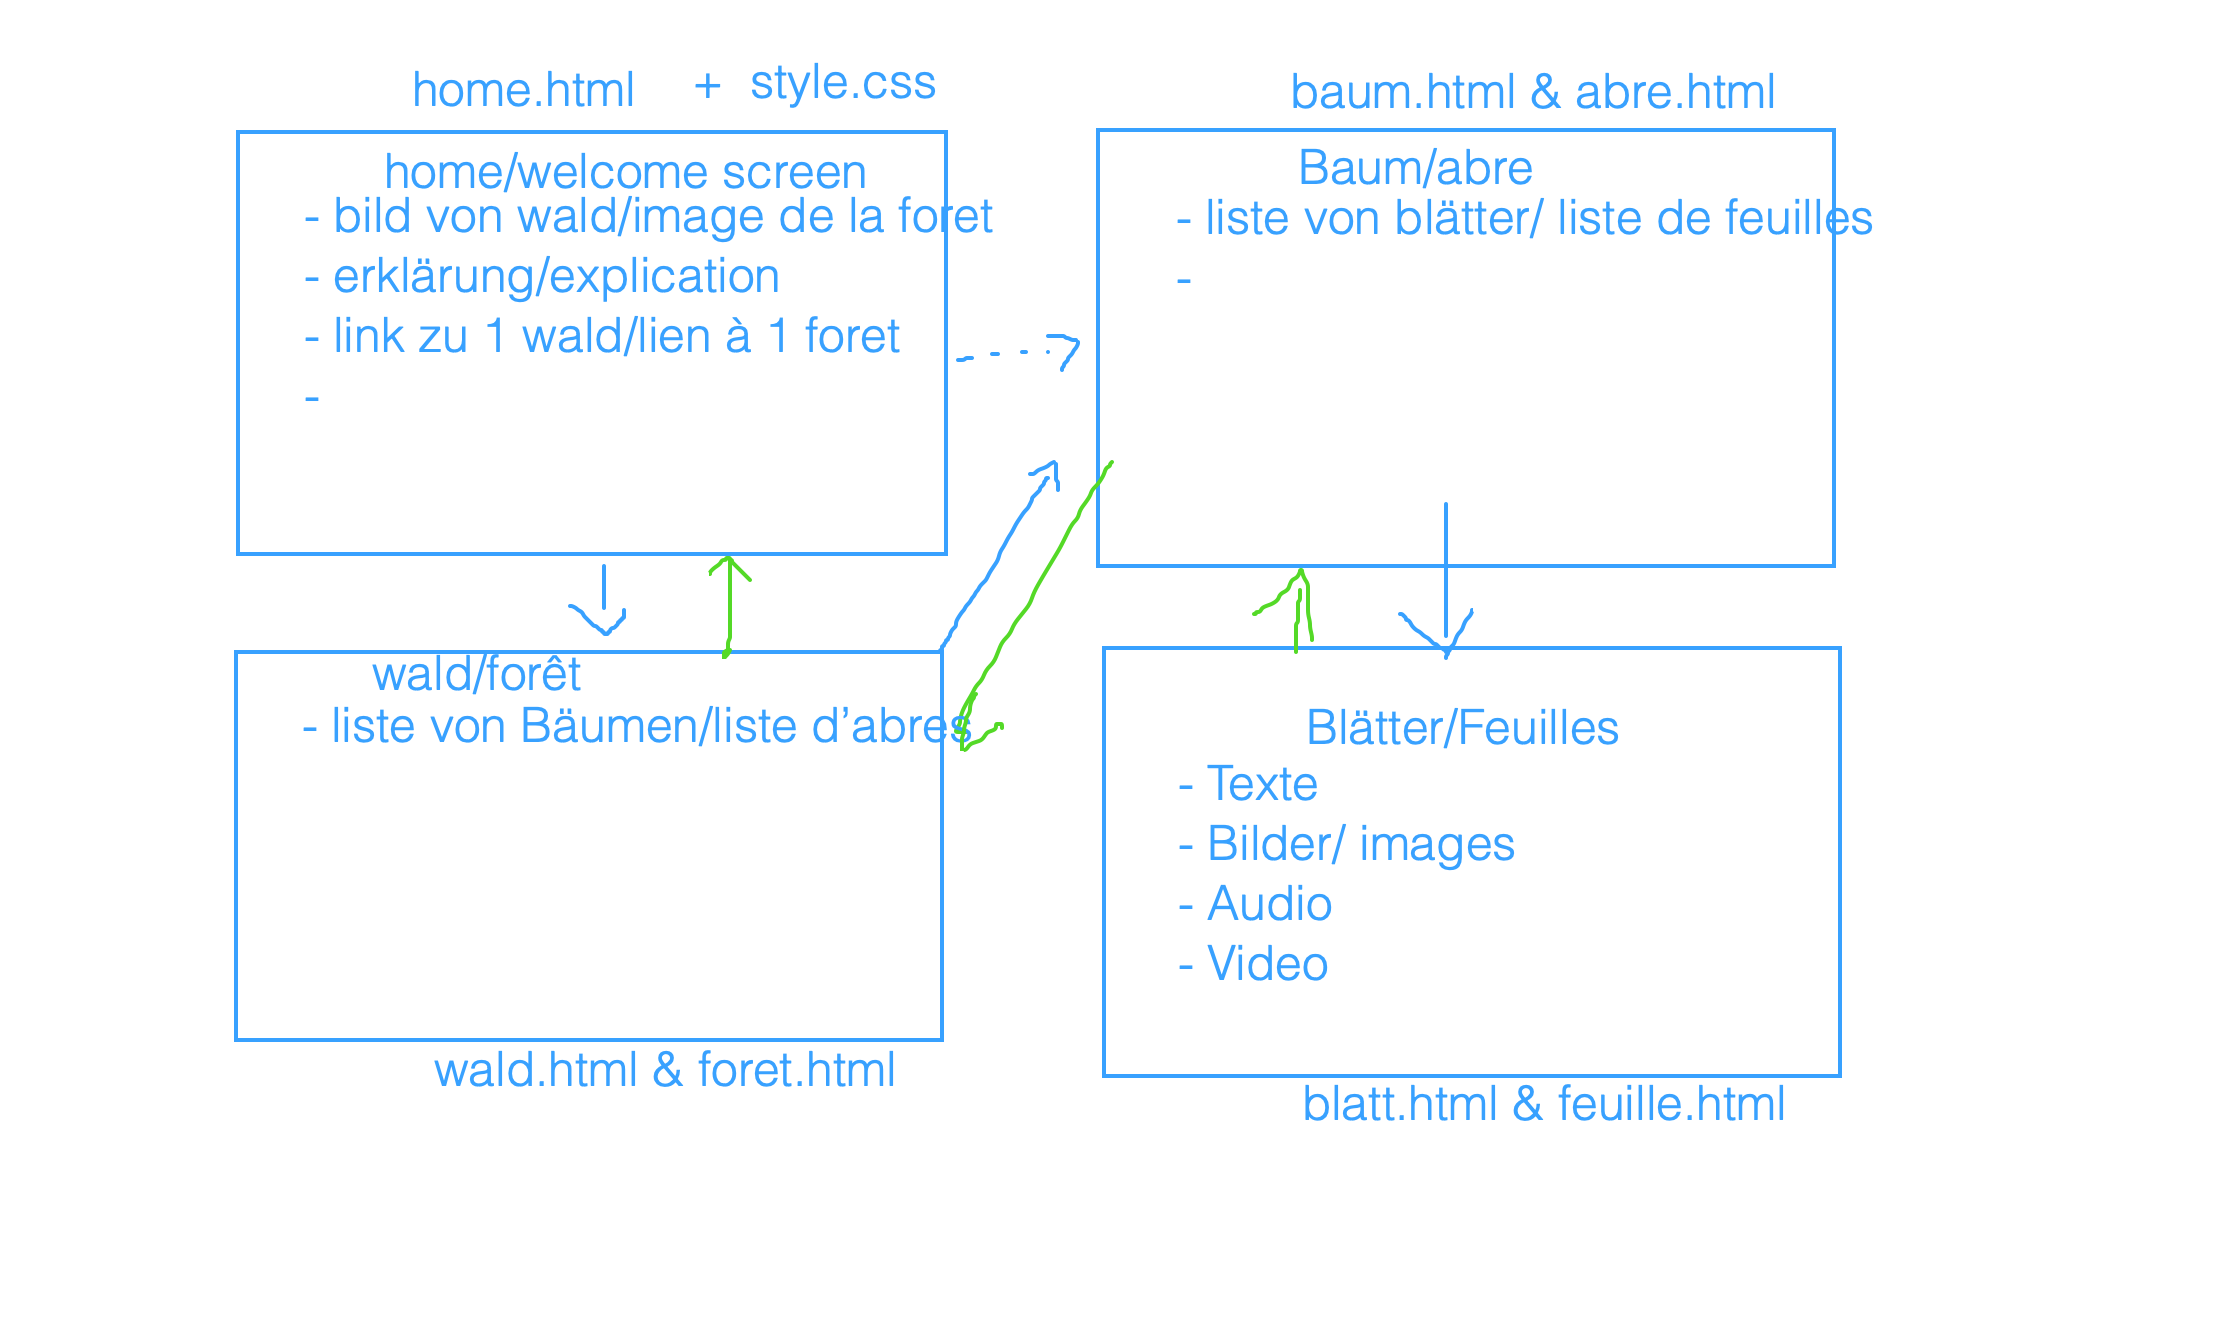 home.html + style.css
home/welcome screen
- bild von wald/image de la foret
- erklärung/explication
- link zu 1 wald/lien à 1 foret
-
baum.html & abre.html
Baum/abre
- liste von blätter/ liste de feuilles
-
wald/forêt
- liste von Bäumen/liste d’abres
wald.html & foret.html
Blätter/Feuilles
- Texte
- Bilder/ images
- Audio
- Video
blatt.html & feuille.html